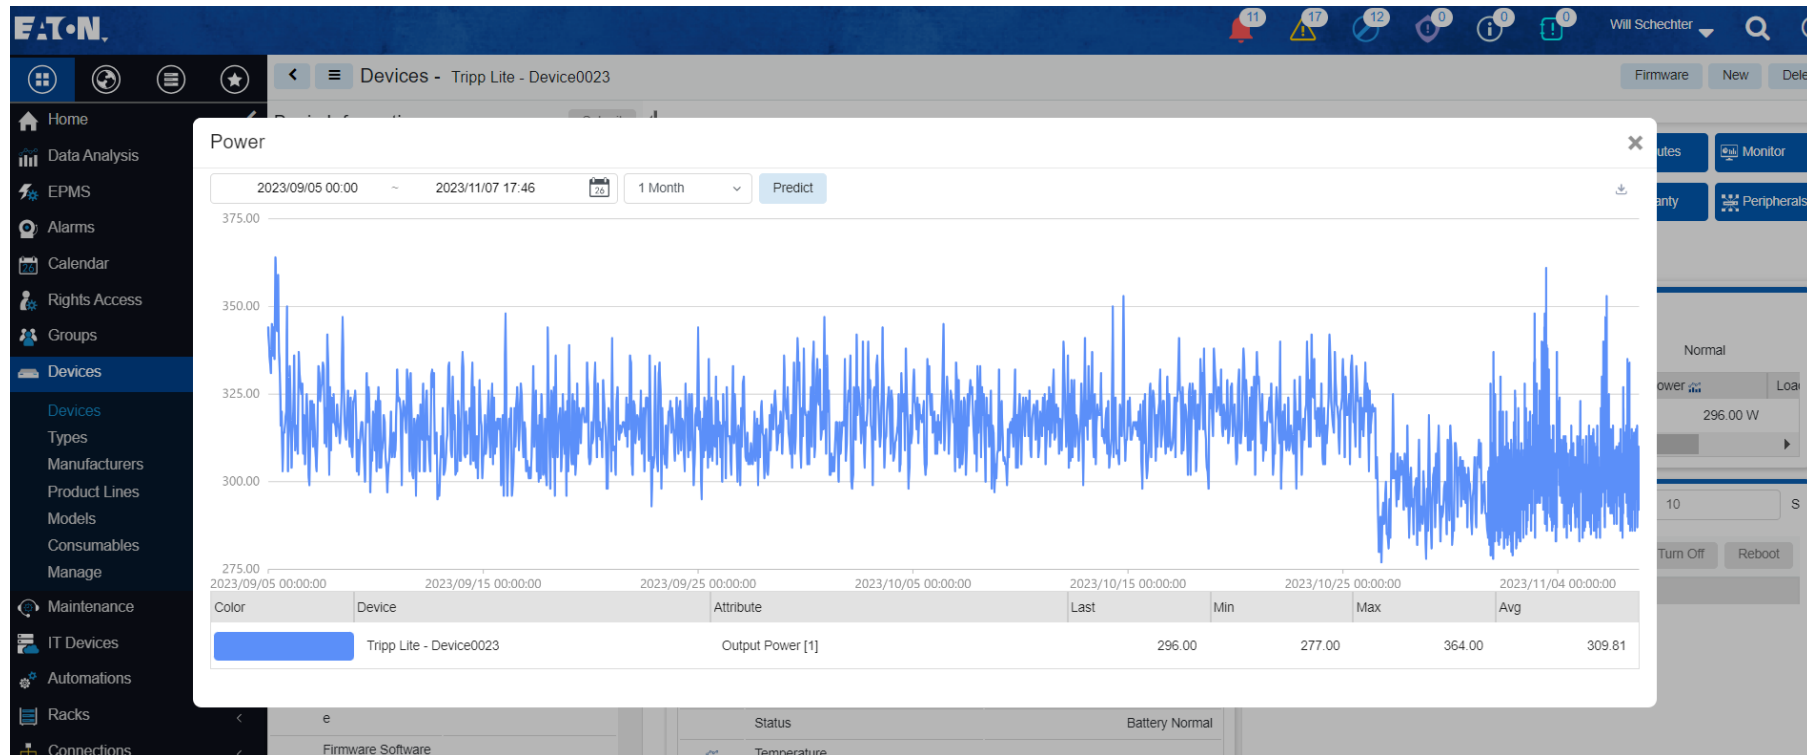 EATON
11 17 12 0 0 0 Will Schechter
Devices - Tripp Lite - Device0023 Firmware New Dele
Home
Data Analysis
EPMS
Alarms
Calendar
26
Rights Access
Groups
Devices
Devices
Types
Manufacturers
Product Lines
Models
Consumables
Manage
Maintenance
IT Devices
Automations
Racks
Connections
Power
2023/09/05 00:00 ~ 2023/11/07 17:46 26 1 Month Predict
375.00
350.00
325.00
300.00
275.00
2023/09/05 00:00:00 2023/09/15 00:00:00 2023/09/25 00:00:00 2023/10/05 00:00:00 2023/10/15 00:00:00 2023/10/25 00:00:00 2023/11/04 00:00:00
Color Device Attribute Last Min Max Avg
Tripp Lite - Device0023 Output Power [1] 296.00 277.00 364.00 309.81
utes Monitor
anty Peripherals
Normal
ower Load
296.00 W
10 S
Turn Off Reboot
e
Status Battery Normal
Firmware Software
Temperature